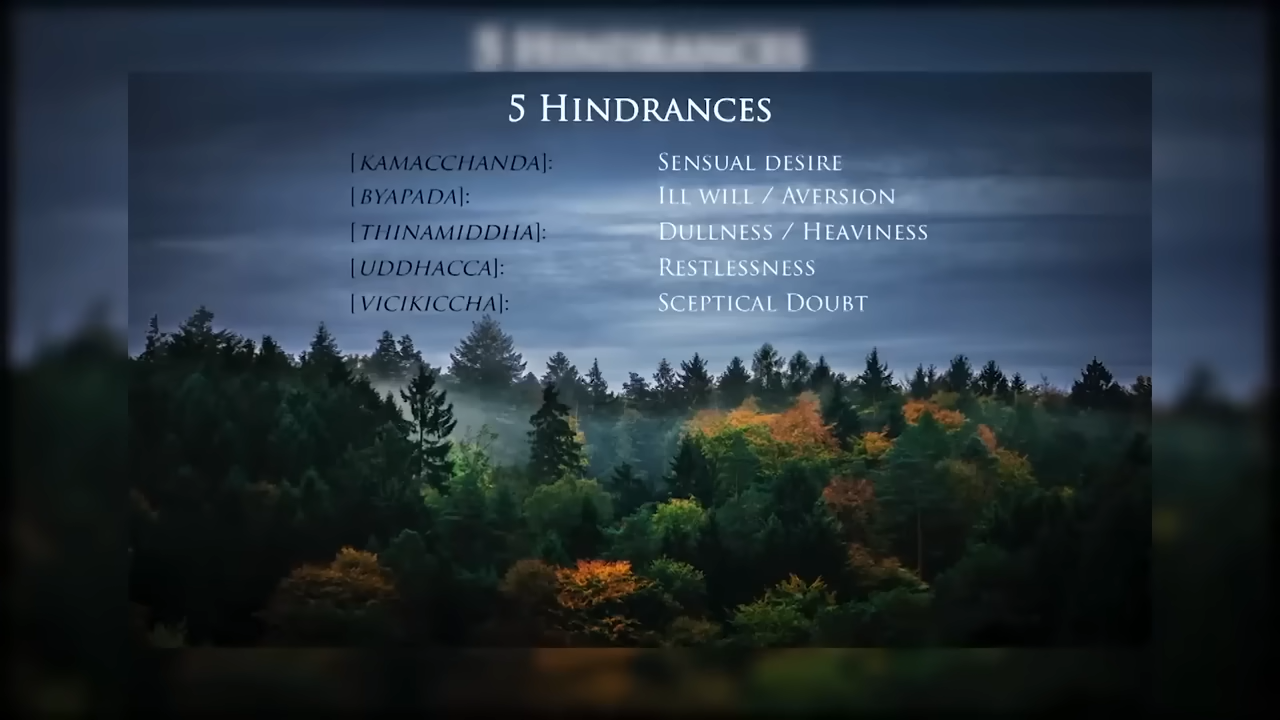 5 HINDRANCES
[KAMACCHANDA]: SENSUAL DESIRE
[BYAPADA]: ILL WILL / AVERSION
[THINAMIDDHA]: DULLNESS / HEAVINESS
[UDDHACCA]: RESTLESSNESS
[VICIKICCHA]: SCEPTICAL DOUBT